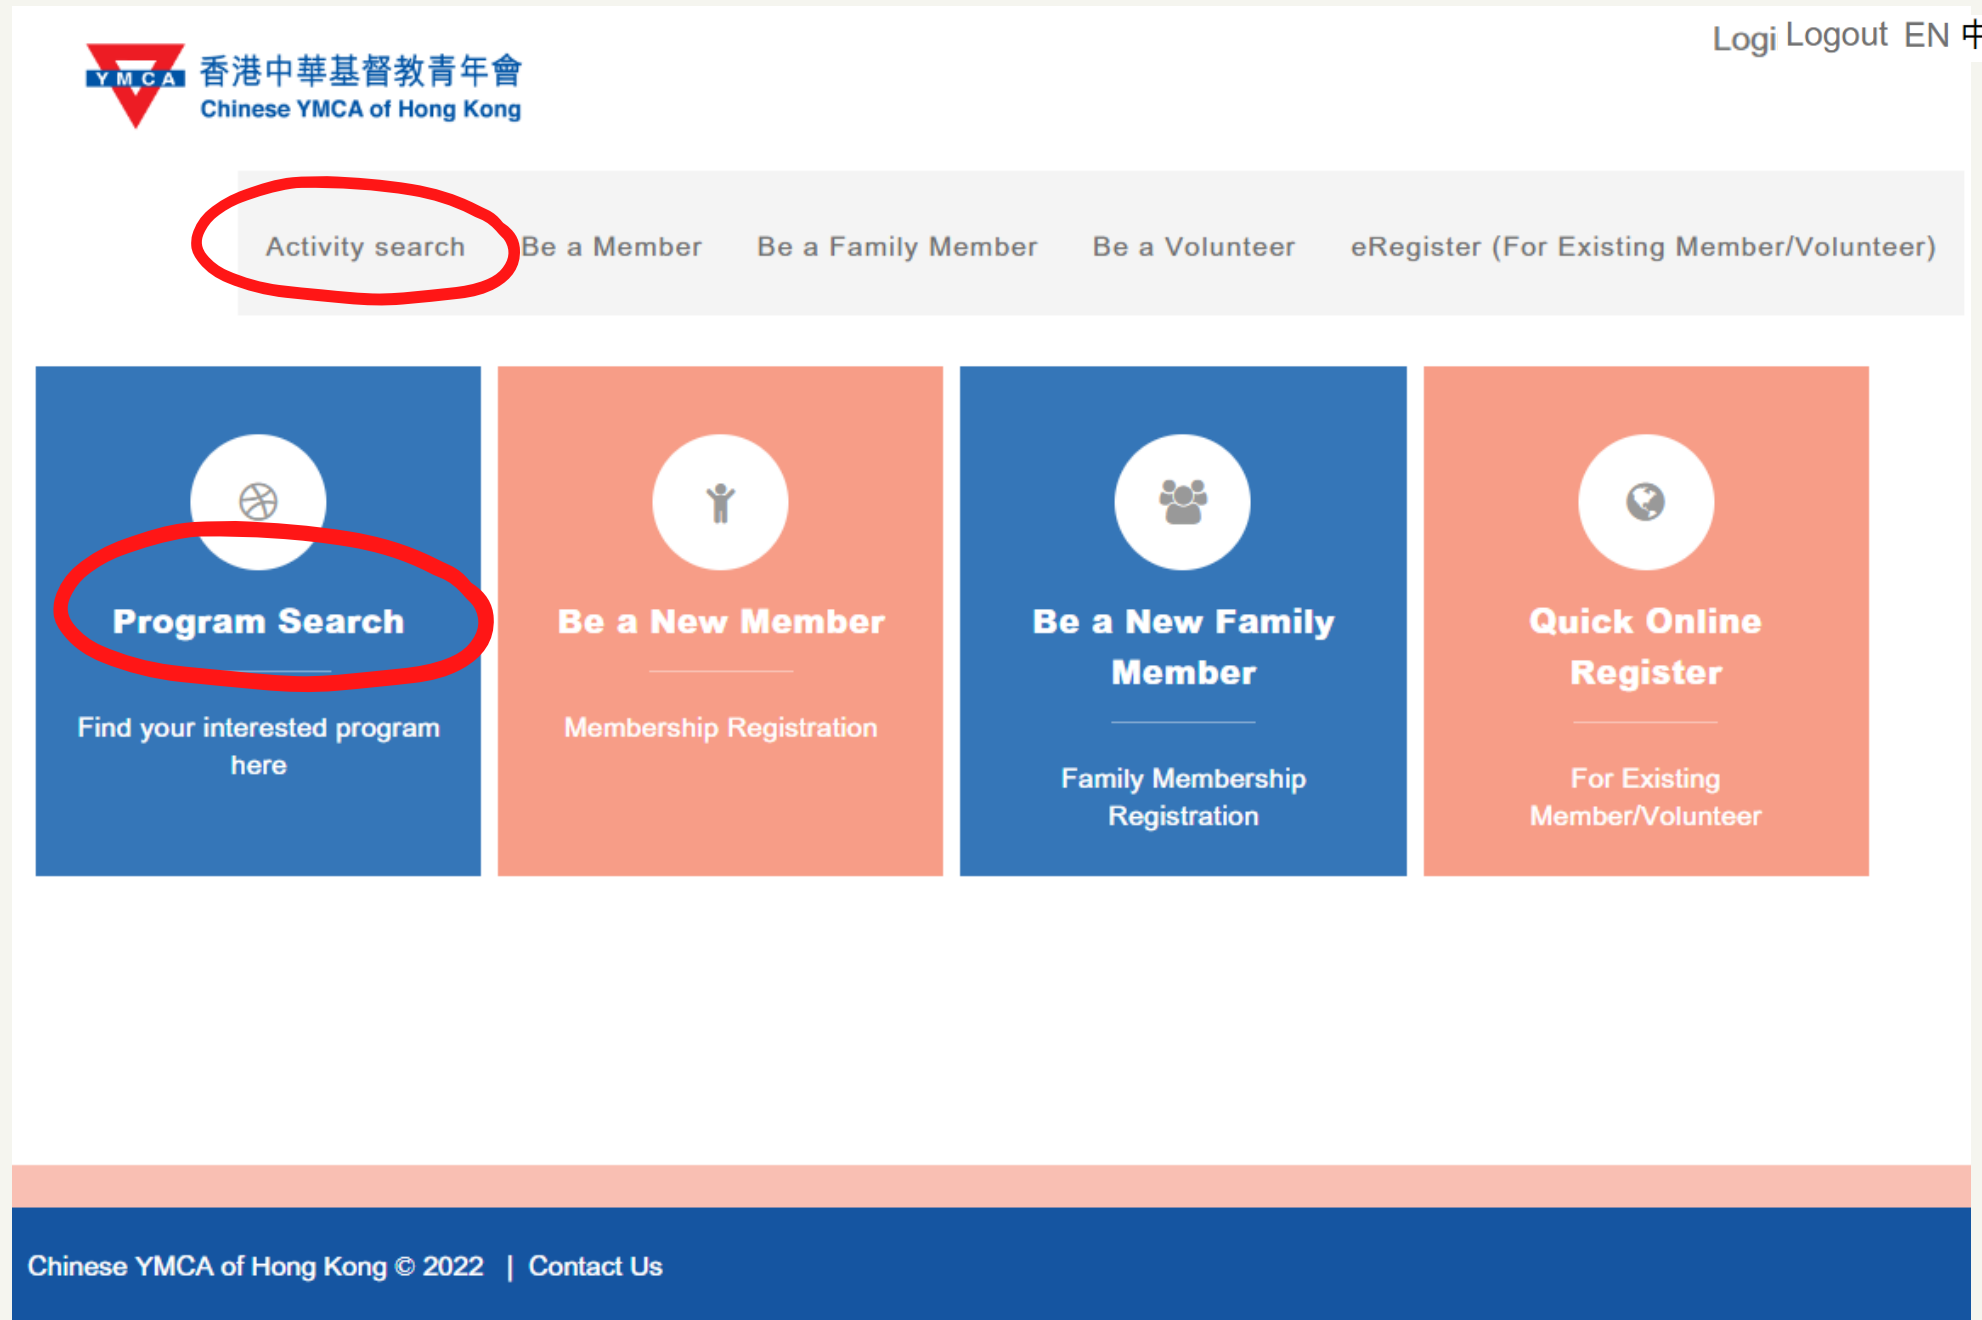 Logi Logout EN 中
YMCA
香港中華基督教青年會
Chinese YMCA of Hong Kong
Activity search Be a Member Be a Family Member Be a Volunteer eRegister (For Existing Member/Volunteer)
Program Search
Find your interested program
here
Be a New Member
Membership Registration
Be a New Family
Member
Family Membership
Registration
Quick Online
Register
For Existing
Member/Volunteer
Chinese YMCA of Hong Kong © 2022 | Contact Us